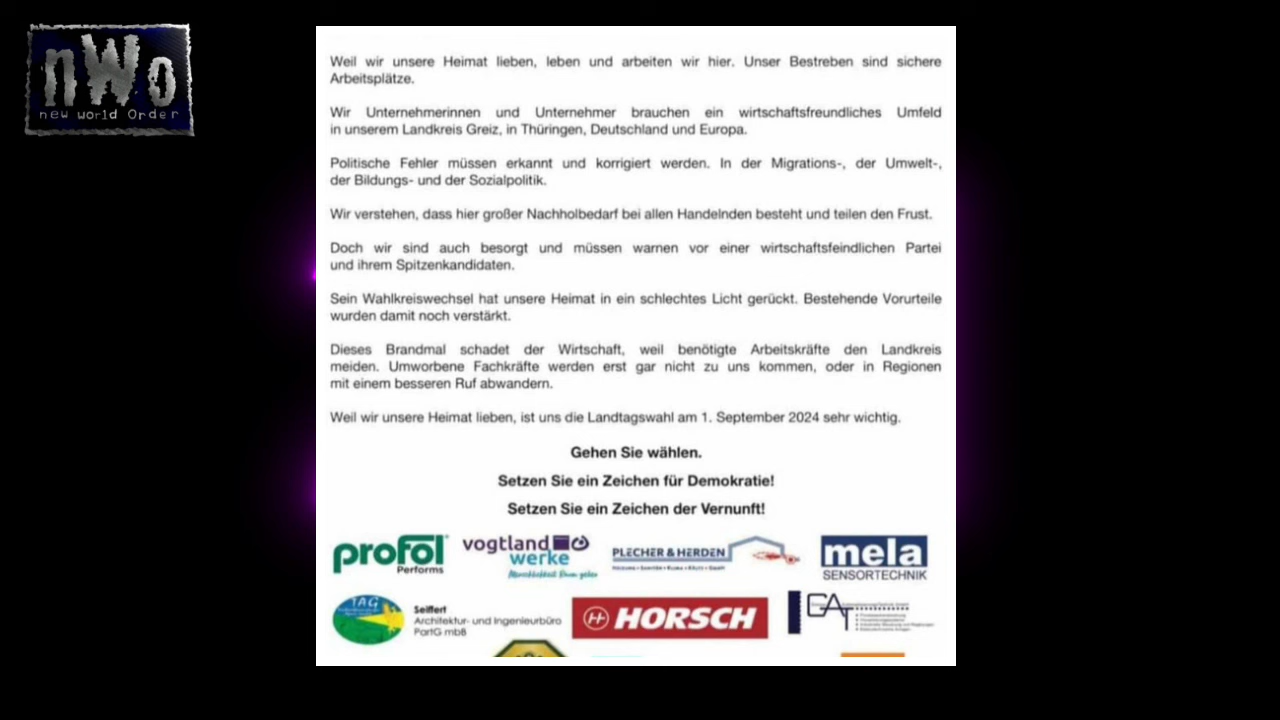 nWo
new world Order
Weil wir unsere Heimat lieben, leben und arbeiten wir hier. Unser Bestreben sind sichere
Arbeitsplätze.
Wir Unternehmerinnen und Unternehmer brauchen ein wirtschaftsfreundliches Umfeld
in unserem Landkreis Greiz, in Thüringen, Deutschland und Europa.
Politische Fehler müssen erkannt und korrigiert werden. In der Migrations-, der Umwelt-,
der Bildungs- und der Sozialpolitik.
Wir verstehen, dass hier großer Nachholbedarf bei allen Handelnden besteht und teilen den Frust.
Doch wir sind auch besorgt und müssen warnen vor einer wirtschaftsfeindlichen Partei
und ihrem Spitzenkandidaten.
Sein Wahlkreiswechsel hat unsere Heimat in ein schlechtes Licht gerückt. Bestehende Vorurteile
wurden damit noch verstärkt.
Dieses Brandmal schadet der Wirtschaft, weil benötigte Arbeitskräfte den Landkreis
meiden. Umworbene Fachkräfte werden erst gar nicht zu uns kommen, oder in Regionen
mit einem besseren Ruf abwandern.
Weil wir unsere Heimat lieben, ist uns die Landtagswahl am 1. September 2024 sehr wichtig.
Gehen Sie wählen.
Setzen Sie ein Zeichen für Demokratie!
Setzen Sie ein Zeichen der Vernunft!
profol
Performs
vogtland
werke
Menschlichkeit Raum geben
PLECHER & HERDEN
HEIZUNG • SANITÄR • KLIMA • KÄLTE •
mela
SENSORTECHNIK
TAG
Seiffert
Architektur- und Ingenieurbüro
PartG mbB
HORSCH
CAT